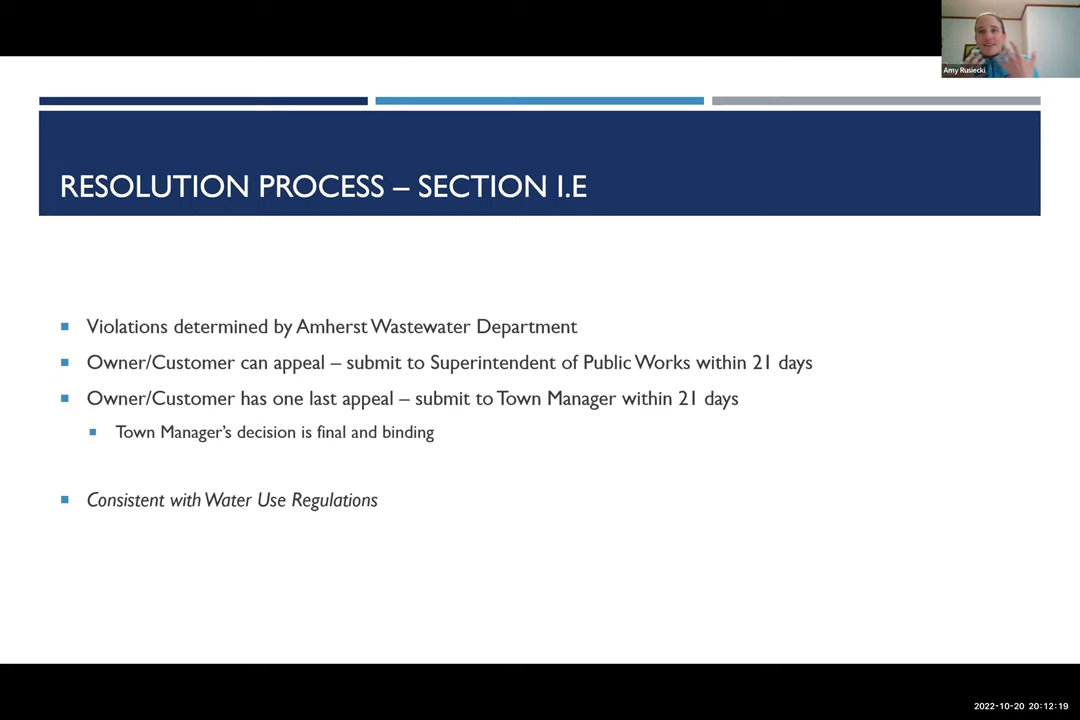 Amy Rusiecki
RESOLUTION PROCESS – SECTION I.E
Violations determined by Amherst Wastewater Department
Owner/Customer can appeal – submit to Superintendent of Public Works within 21 days
Owner/Customer has one last appeal – submit to Town Manager within 21 days
Town Manager's decision is final and binding
Consistent with Water Use Regulations
2022-10-20 20:12:19